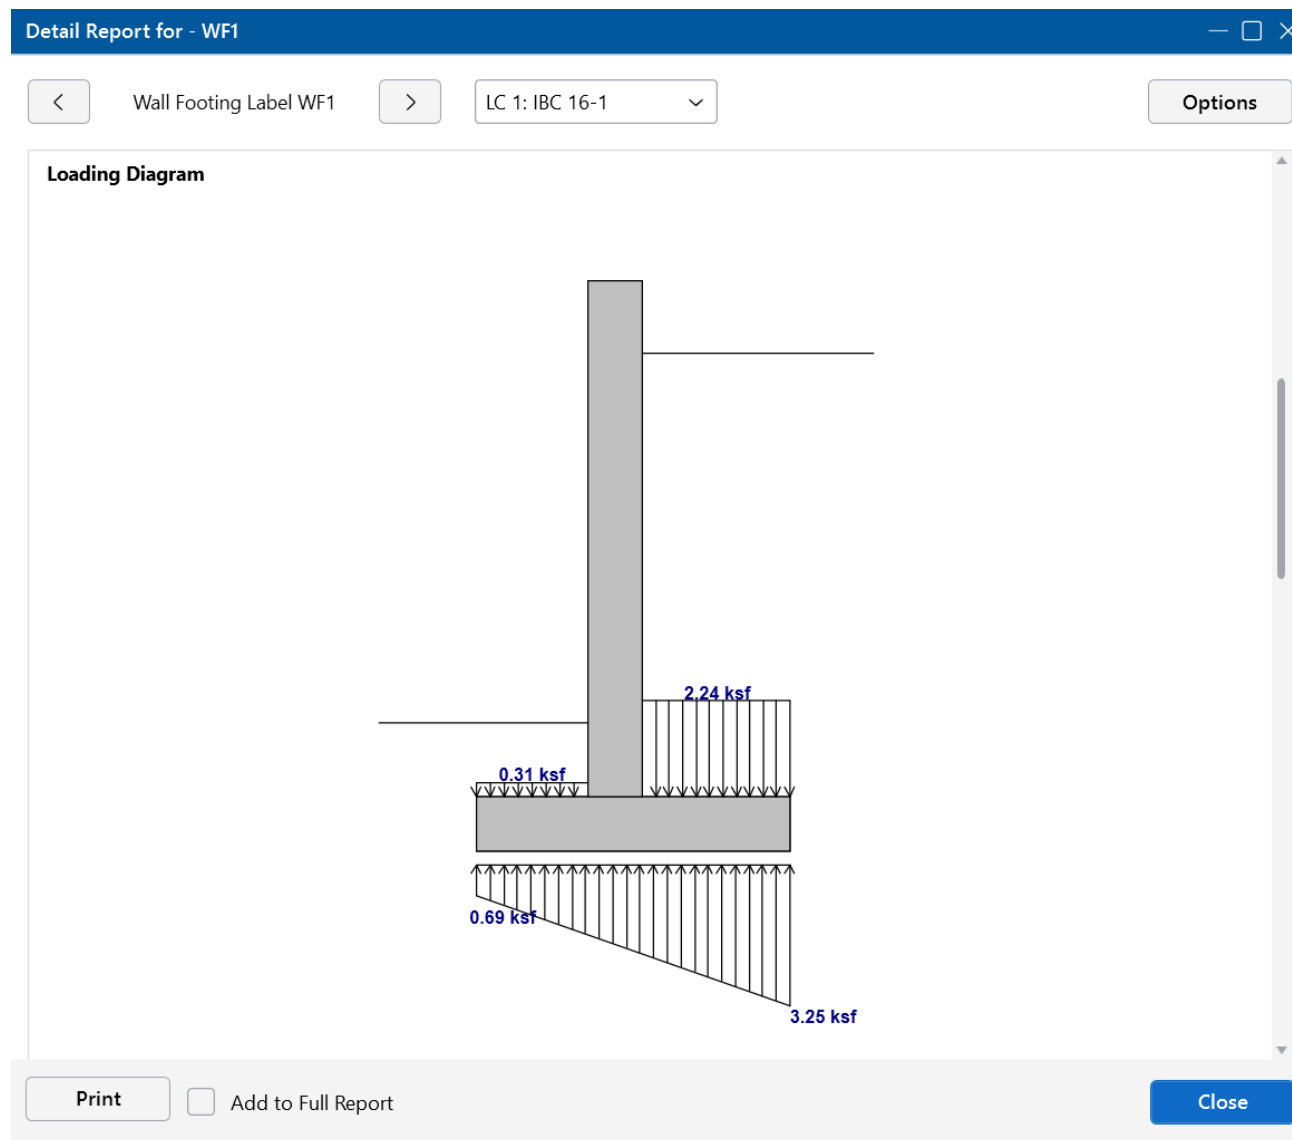 Detail Report for - WF1
Wall Footing Label WF1
LC 1: IBC 16-1
Options
Loading Diagram
2.24 ksf
0.31 ksf
0.69 ksf
3.25 ksf
Print
Add to Full Report
Close